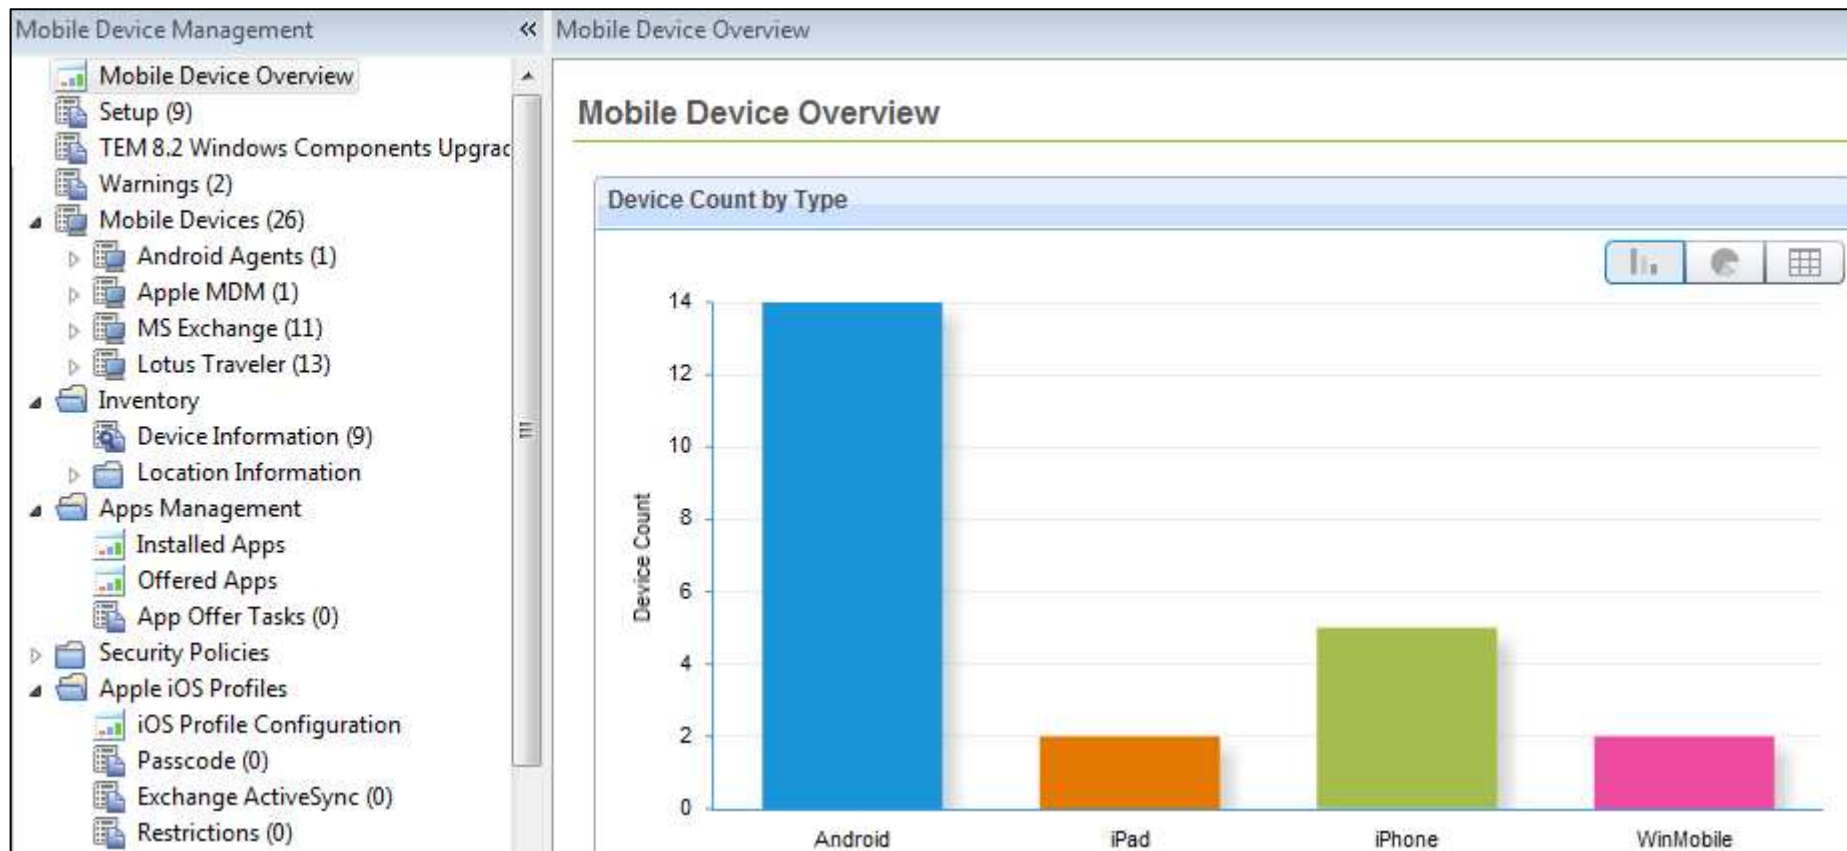 Mobile Device Management
Mobile Device Overview
Setup (9)
TEM 8.2 Windows Components Upgrad
Warnings (2)
Mobile Devices (26)
Android Agents (1)
Apple MDM (1)
MS Exchange (11)
Lotus Traveler (13)
Inventory
Device Information (9)
Location Information
Apps Management
Installed Apps
Offered Apps
App Offer Tasks (0)
Security Policies
Apple iOS Profiles
iOS Profile Configuration
Passcode (0)
Exchange ActiveSync (0)
Restrictions (0)
Mobile Device Overview
Mobile Device Overview
Device Count by Type
Device Count
14
12
10
8
6
4
2
0
Android iPad iPhone WinMobile